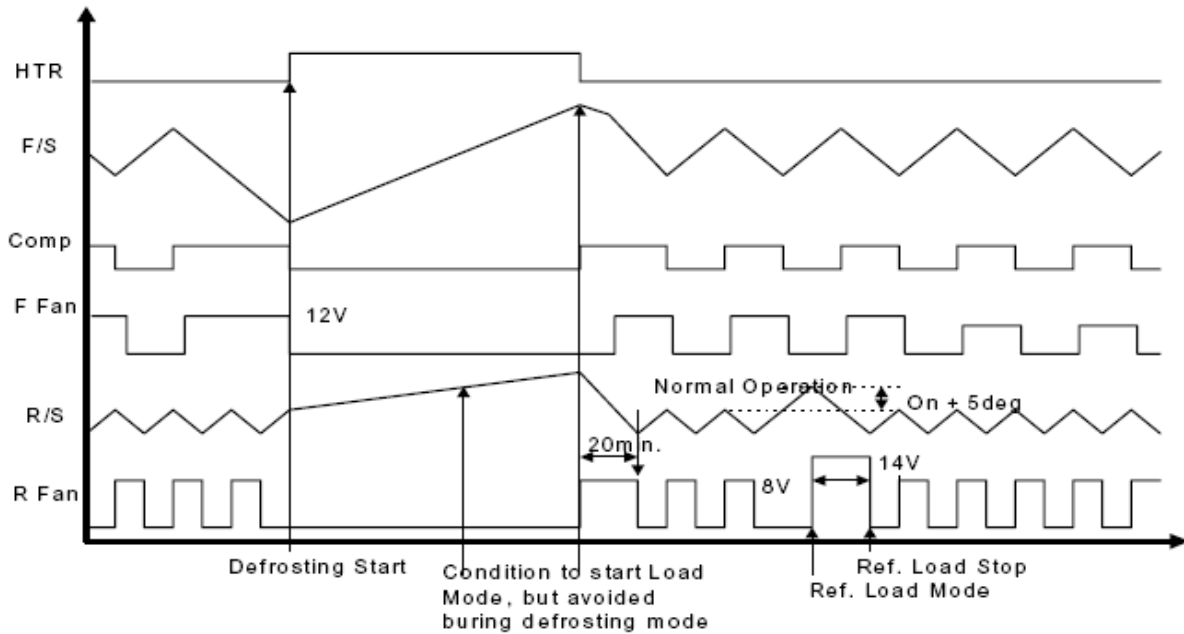 HTR
F/S
Comp
F Fan
12V
R/S
Normal Operation
On + 5deg
20min.
R Fan
8V
14V
Defrosting Start
Condition to start Load
Mode, but avoided
buring defrosting mode
Ref. Load Stop
Ref. Load Mode